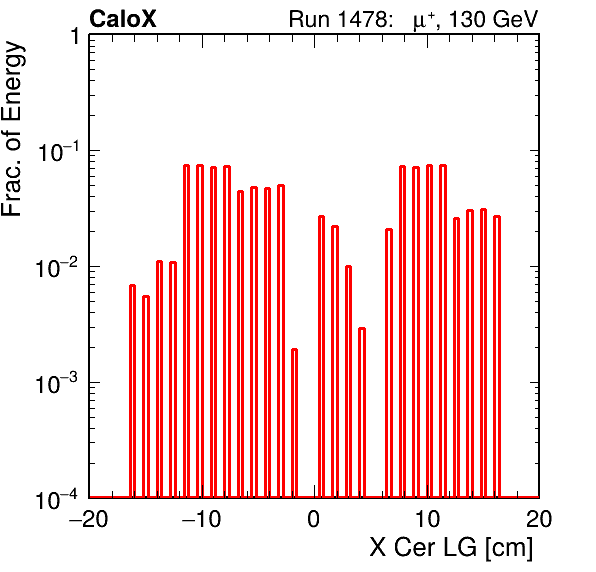 CaloX Run 1478: μ⁺, 130 GeV
Frac. of Energy
1
10⁻¹
10⁻²
10⁻³
10⁻⁴
−20 −10 0 10 20
X Cer LG [cm]